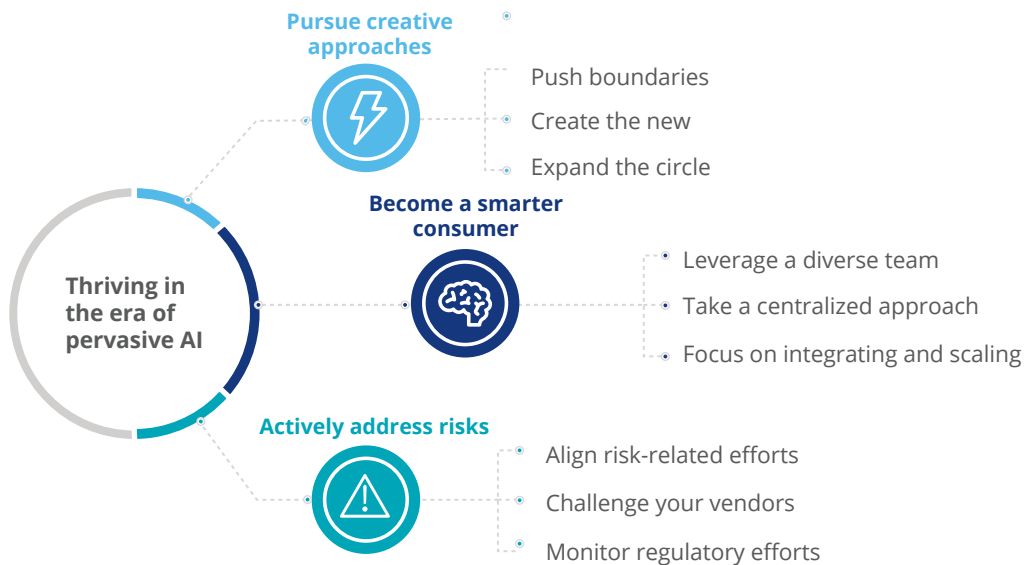 Pursue creative
approaches
Push boundaries
Create the new
Expand the circle
Thriving in
the era of
pervasive AI
Become a smarter
consumer
Leverage a diverse team
Take a centralized approach
Focus on integrating and scaling
Actively address risks
Align risk-related efforts
Challenge your vendors
Monitor regulatory efforts